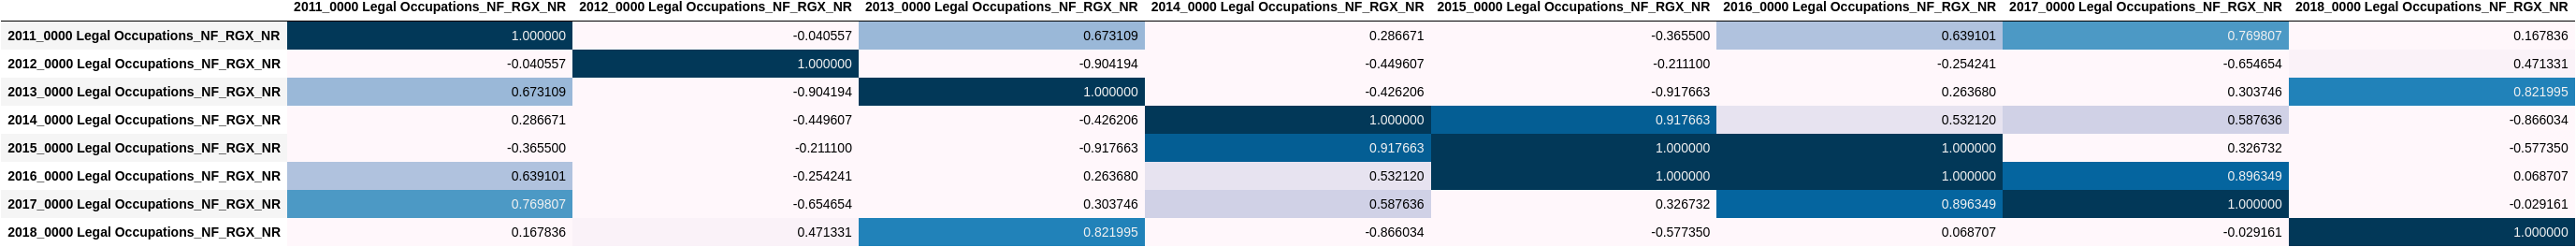 2011_0000 Legal Occupations_NF_RGX_NR 2012_0000 Legal Occupations_NF_RGX_NR 2013_0000 Legal Occupations_NF_RGX_NR 2014_0000 Legal Occupations_NF_RGX_NR 2015_0000 Legal Occupations_NF_RGX_NR 2016_0000 Legal Occupations_NF_RGX_NR 2017_0000 Legal Occupations_NF_RGX_NR 2018_0000 Legal Occupations_NF_RGX_NR
2011_0000 Legal Occupations_NF_RGX_NR 1.000000 -0.040557 0.673109 0.286671 -0.365500 0.639101 0.769807 0.167836
2012_0000 Legal Occupations_NF_RGX_NR -0.040557 1.000000 -0.904194 -0.449607 -0.211100 -0.254241 -0.654654 0.471331
2013_0000 Legal Occupations_NF_RGX_NR 0.673109 -0.904194 1.000000 -0.426206 -0.917663 0.263680 0.303746 0.821995
2014_0000 Legal Occupations_NF_RGX_NR 0.286671 -0.449607 -0.426206 1.000000 0.917663 0.532120 0.587636 -0.866034
2015_0000 Legal Occupations_NF_RGX_NR -0.365500 -0.211100 -0.917663 0.917663 1.000000 1.000000 0.326732 -0.577350
2016_0000 Legal Occupations_NF_RGX_NR 0.639101 -0.254241 0.263680 0.532120 1.000000 1.000000 0.896349 0.068707
2017_0000 Legal Occupations_NF_RGX_NR 0.769807 -0.654654 0.303746 0.587636 0.326732 0.896349 1.000000 -0.029161
2018_0000 Legal Occupations_NF_RGX_NR 0.167836 0.471331 0.821995 -0.866034 -0.577350 0.068707 -0.029161 1.000000